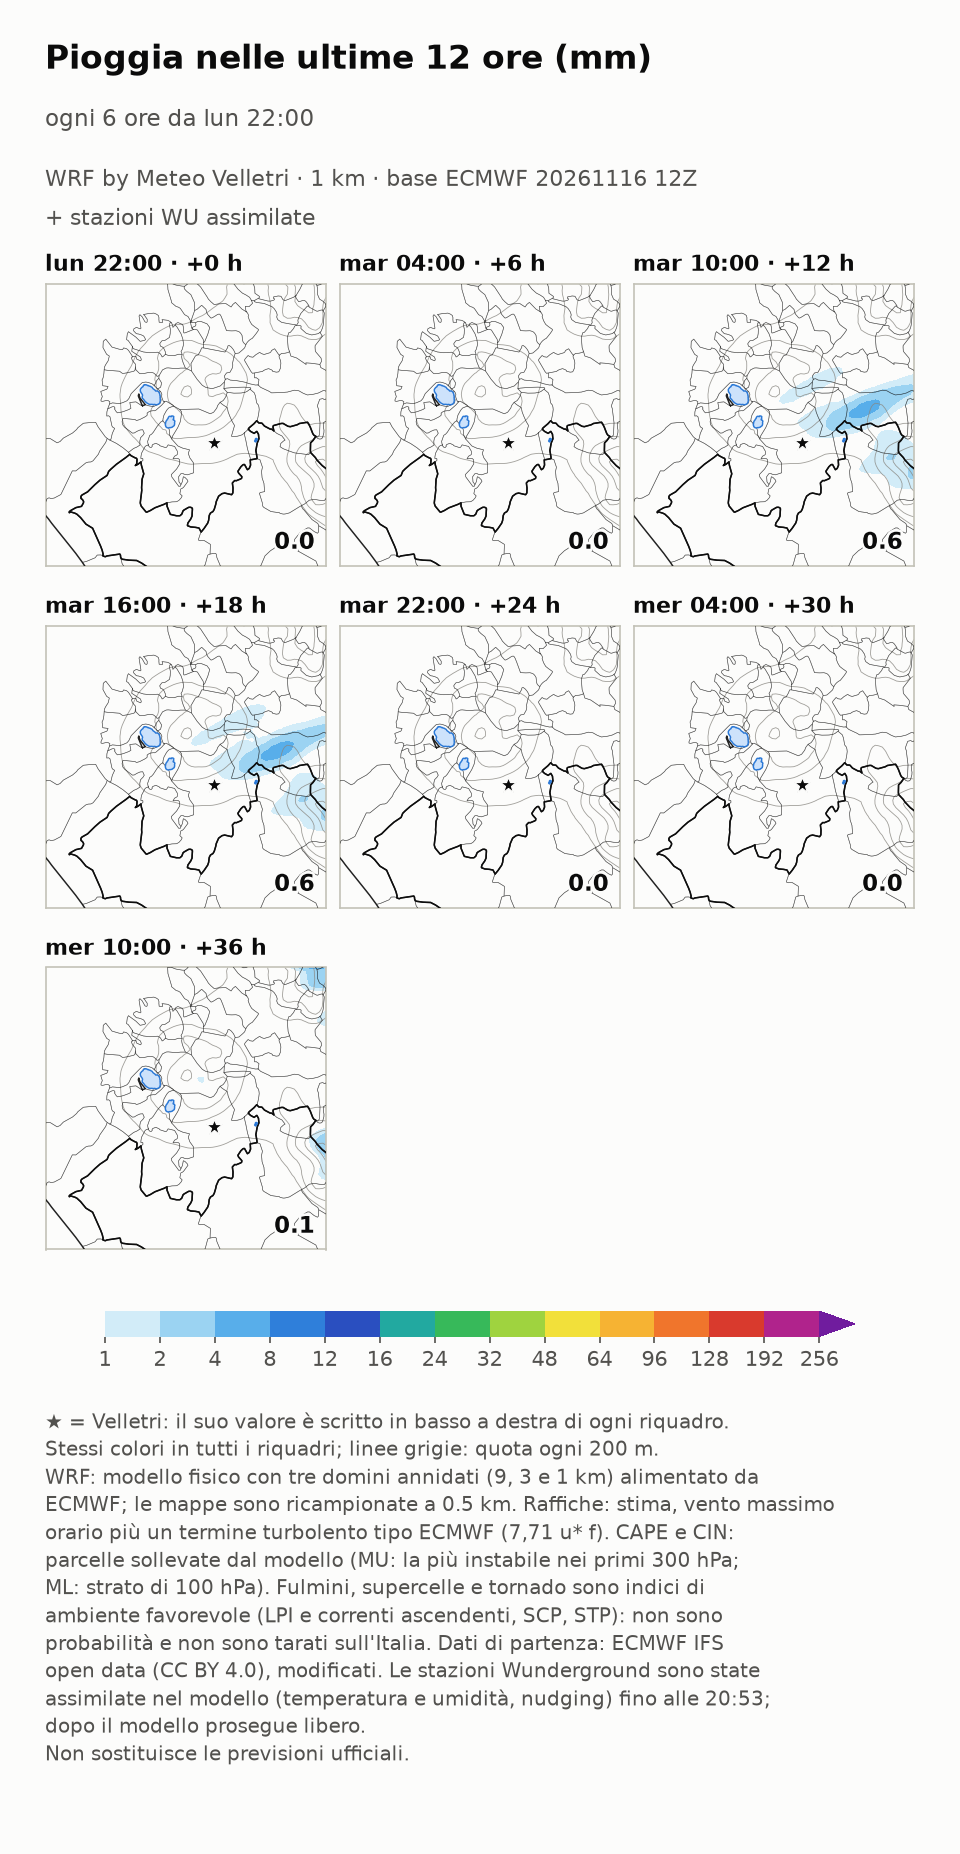 Pioggia nelle ultime 12 ore (mm)
ogni 6 ore da lun 22:00
WRF by Meteo Velletri · 1 km · base ECMWF 20261116 12Z
+ stazioni WU assimilate
lun 22:00 · +0 h
mar 04:00 · +6 h
mar 10:00 · +12 h
0.0
0.0
0.6
mar 16:00 · +18 h
mar 22:00 · +24 h
mer 04:00 · +30 h
0.6
0.0
0.0
mer 10:00 · +36 h
0.1
1 2 4 8 12 16 24 32 48 64 96 128 192 256
★ = Velletri: il suo valore è scritto in basso a destra di ogni riquadro.
Stessi colori in tutti i riquadri; linee grigie: quota ogni 200 m.
WRF: modello fisico con tre domini annidati (9, 3 e 1 km) alimentato da
ECMWF; le mappe sono ricampionate a 0.5 km. Raffiche: stima, vento massimo
orario più un termine turbolento tipo ECMWF (7,71 u* f). CAPE e CIN:
parcelle sollevate dal modello (MU: la più instabile nei primi 300 hPa;
ML: strato di 100 hPa). Fulmini, supercelle e tornado sono indici di
ambiente favorevole (LPI e correnti ascendenti, SCP, STP): non sono
probabilità e non sono tarati sull'Italia. Dati di partenza: ECMWF IFS
open data (CC BY 4.0), modificati. Le stazioni Wunderground sono state
assimilate nel modello (temperatura e umidità, nudging) fino alle 20:53;
dopo il modello prosegue libero.
Non sostituisce le previsioni ufficiali.